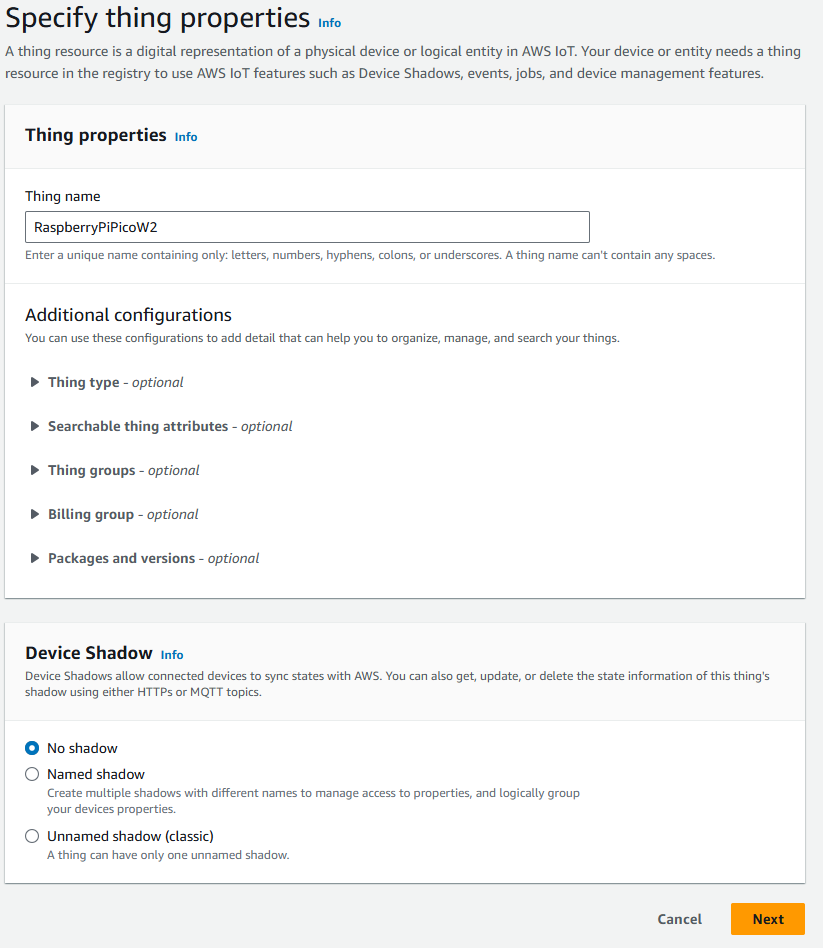 Specify thing properties Info
A thing resource is a digital representation of a physical device or logical entity in AWS IoT. Your device or entity needs a thing
resource in the registry to use AWS IoT features such as Device Shadows, events, jobs, and device management features.
Thing properties Info
Thing name
RaspberryPiPicoW2
Enter a unique name containing only: letters, numbers, hyphens, colons, or underscores. A thing name can't contain any spaces.
Additional configurations
You can use these configurations to add detail that can help you to organize, manage, and search your things.
Thing type - optional
Searchable thing attributes - optional
Thing groups - optional
Billing group - optional
Packages and versions - optional
Device Shadow Info
Device Shadows allow connected devices to sync states with AWS. You can also get, update, or delete the state information of this thing's
shadow using either HTTPs or MQTT topics.
No shadow
Named shadow
Create multiple shadows with different names to manage access to properties, and logically group
your devices properties.
Unnamed shadow (classic)
A thing can have only one unnamed shadow.
Cancel Next